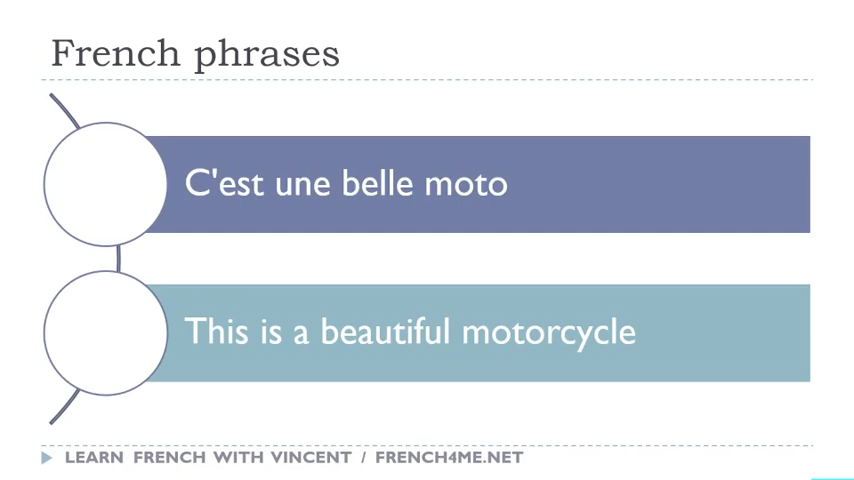 French phrases
C'est une belle moto
This is a beautiful motorcycle
LEARN FRENCH WITH VINCENT / FRENCH4ME.NET